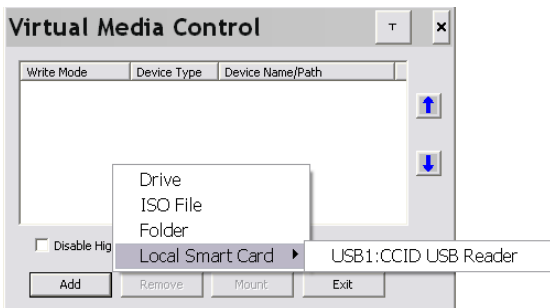 Virtual Media Control
T
×
Write Mode Device Type Device Name/Path
Drive
ISO File
Folder
Disable Hig
Local Smart Card USB1:CCID USB Reader
Add Remove Mount Exit